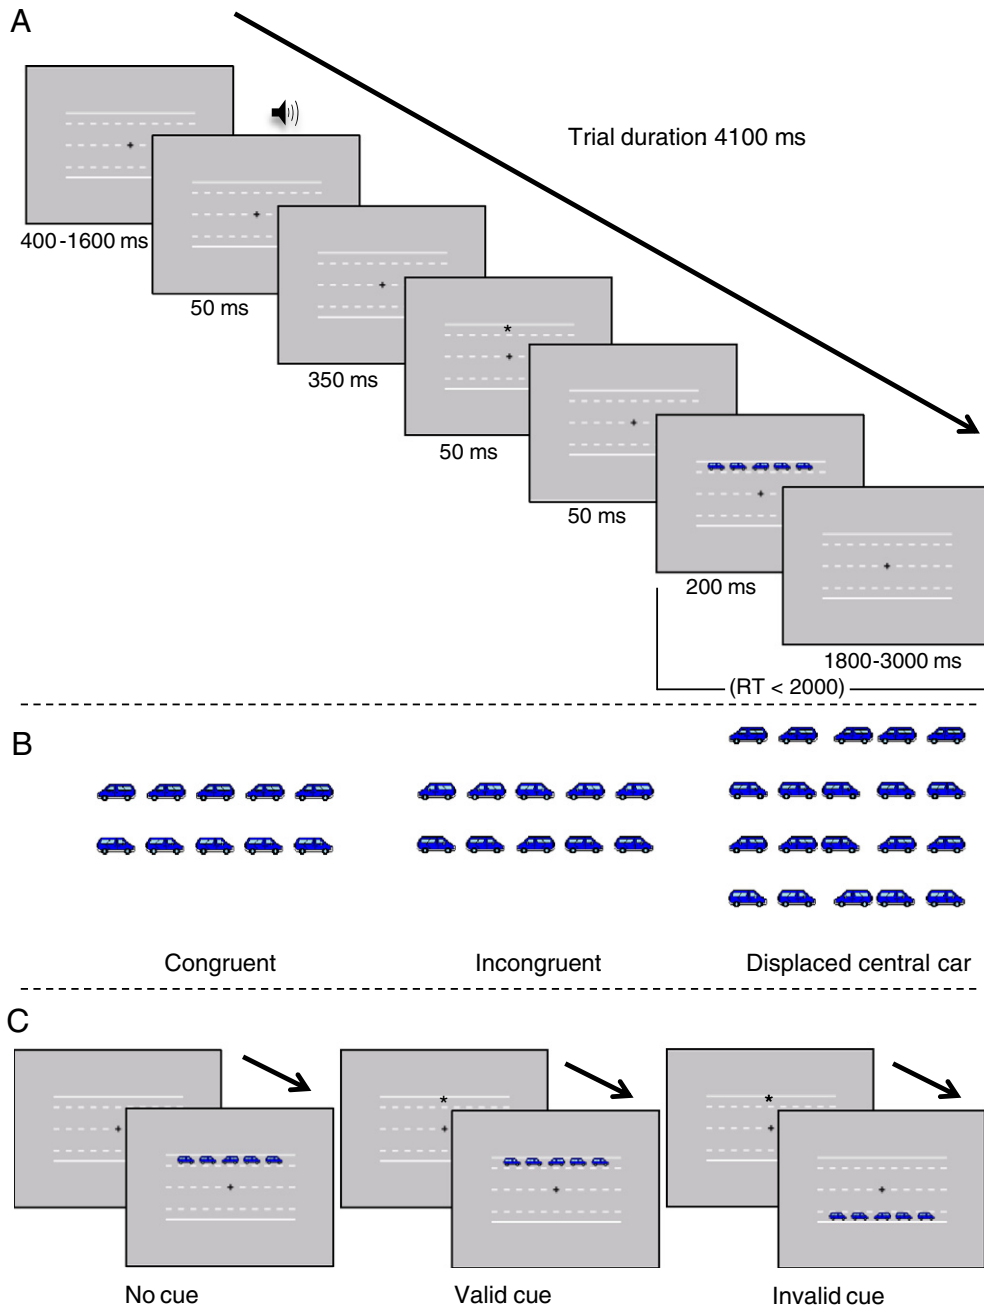 A
Trial duration 4100 ms
400-1600 ms
50 ms
350 ms
*
50 ms
50 ms
200 ms
1800-3000 ms
(RT < 2000)
B
Congruent
Incongruent
Displaced central car
C
*
*
No cue
Valid cue
Invalid cue